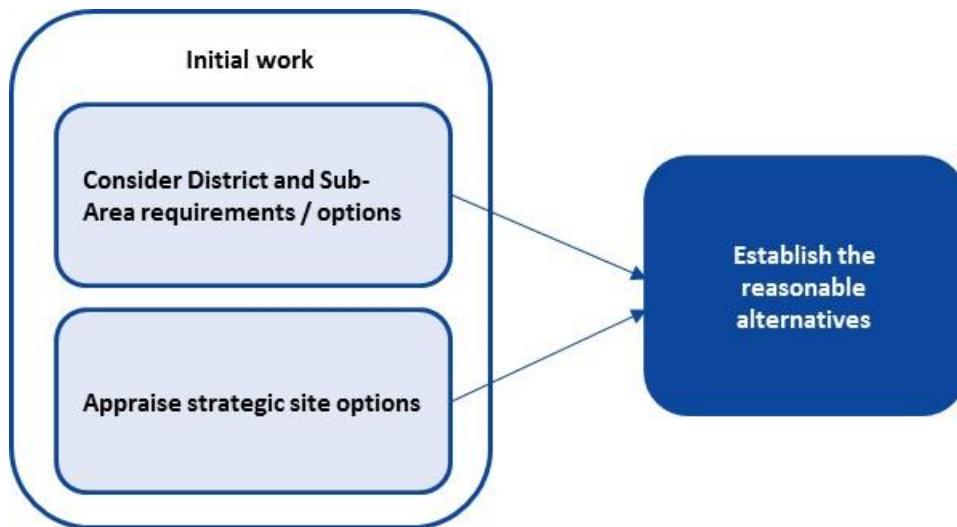 Initial work
Consider District and Sub-
Area requirements / options
Appraise strategic site options
Establish the
reasonable
alternatives